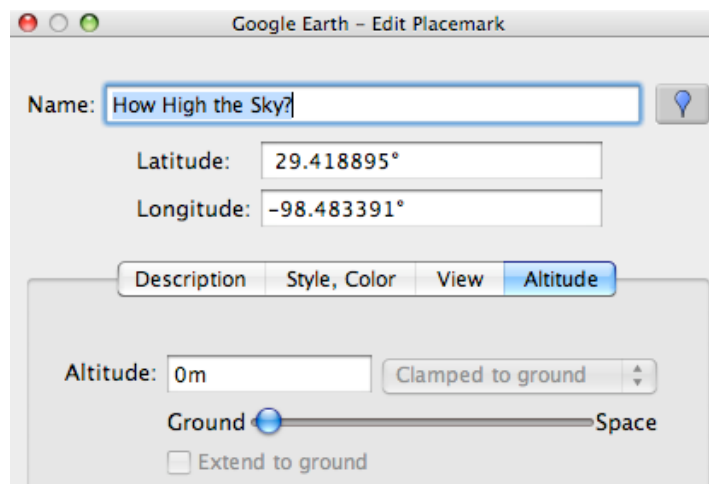 Google Earth – Edit Placemark
Name: How High the Sky?
Latitude: 29.418895°
Longitude: -98.483391°
Description Style, Color View Altitude
Altitude: 0m Clamped to ground
Ground Space
Extend to ground